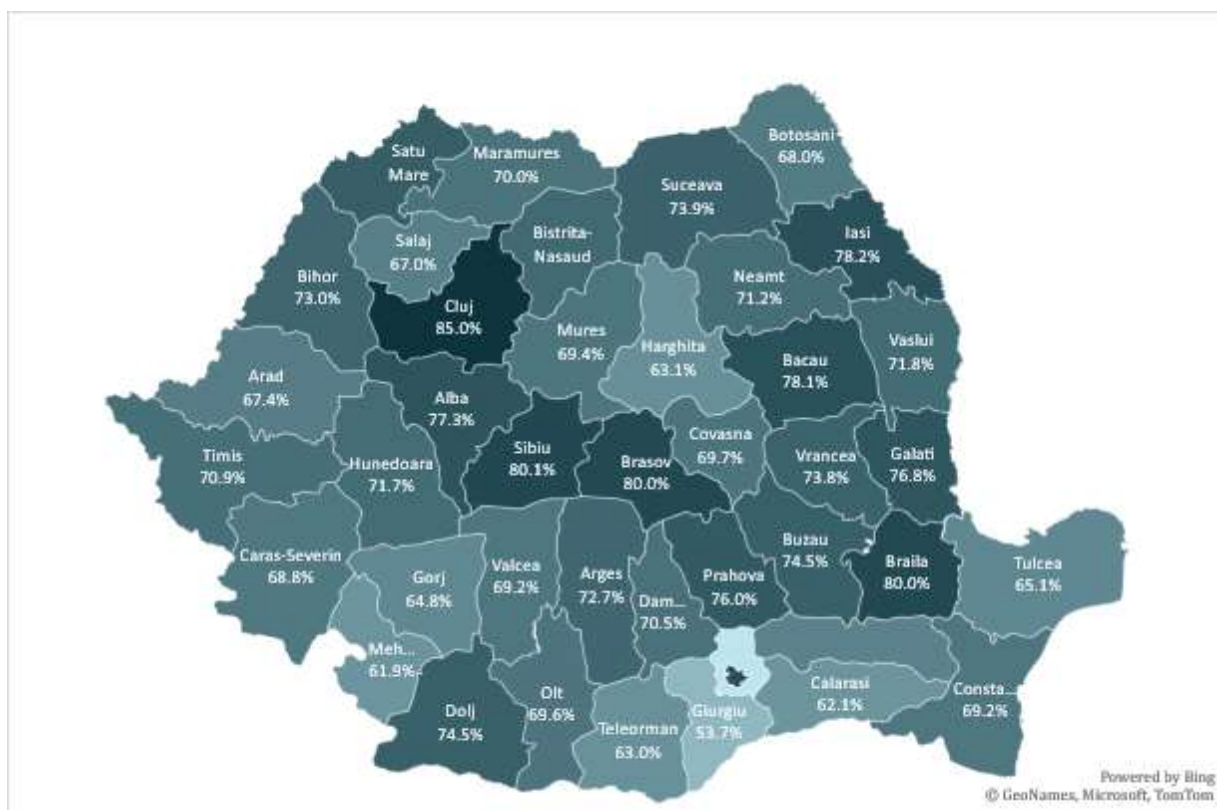 Botosani
68.0%
Satu
Mare
Maramures
70.0%
Suceava
73.9%
Iasi
78.2%
Salaj
67.0%
Bistrita-
Nasaud
Neamt
71.2%
Bihor
73.0%
Cluj
85.0%
Mures
69.4%
Harghita
63.1%
Bacau
78.1%
Vaslui
71.8%
Arad
67.4%
Alba
77.3%
Covasna
69.7%
Timis
70.9%
Hunedoara
71.7%
Sibiu
80.1%
Brasov
80.0%
Vrancea
73.8%
Galati
76.8%
Caras-Severin
68.8%
Gorj
64.8%
Valcea
69.2%
Arges
72.7%
Dam...
70.5%
Prahova
76.0%
Buzau
74.5%
Braila
80.0%
Tulcea
65.1%
Meh...
61.9%
Dolj
74.5%
Olt
69.6%
Teleorman
63.0%
Giurgiu
53.7%
Calarasi
62.1%
Consta...
69.2%
Powered by Bing
© GeoNames, Microsoft, TomTom